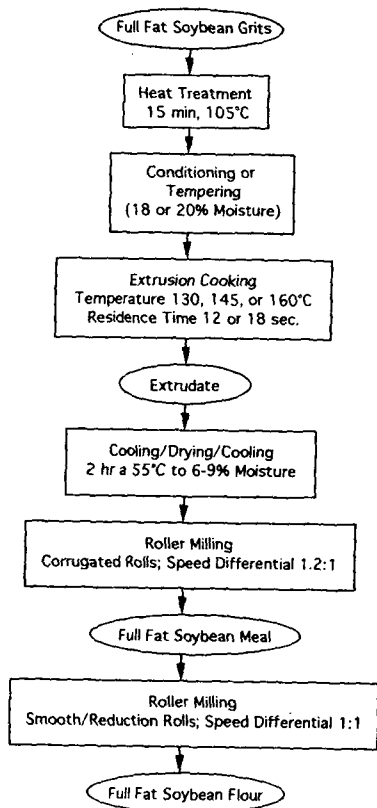 Full Fat Soybean Grits
Heat Treatment
15 min, 105°C
Conditioning or
Tempering
(18 or 20% Moisture)
Extrusion Cooking
Temperature 130, 145, or 160°C
Residence Time 12 or 18 sec.
Extrudate
Cooling/Drying/Cooling
2 hr a 55°C to 6-9% Moisture
Roller Milling
Corrugated Rolls; Speed Differential 1.2:1
Full Fat Soybean Meal
Roller Milling
Smooth/Reduction Rolls; Speed Differential 1:1
Full Fat Soybean Flour